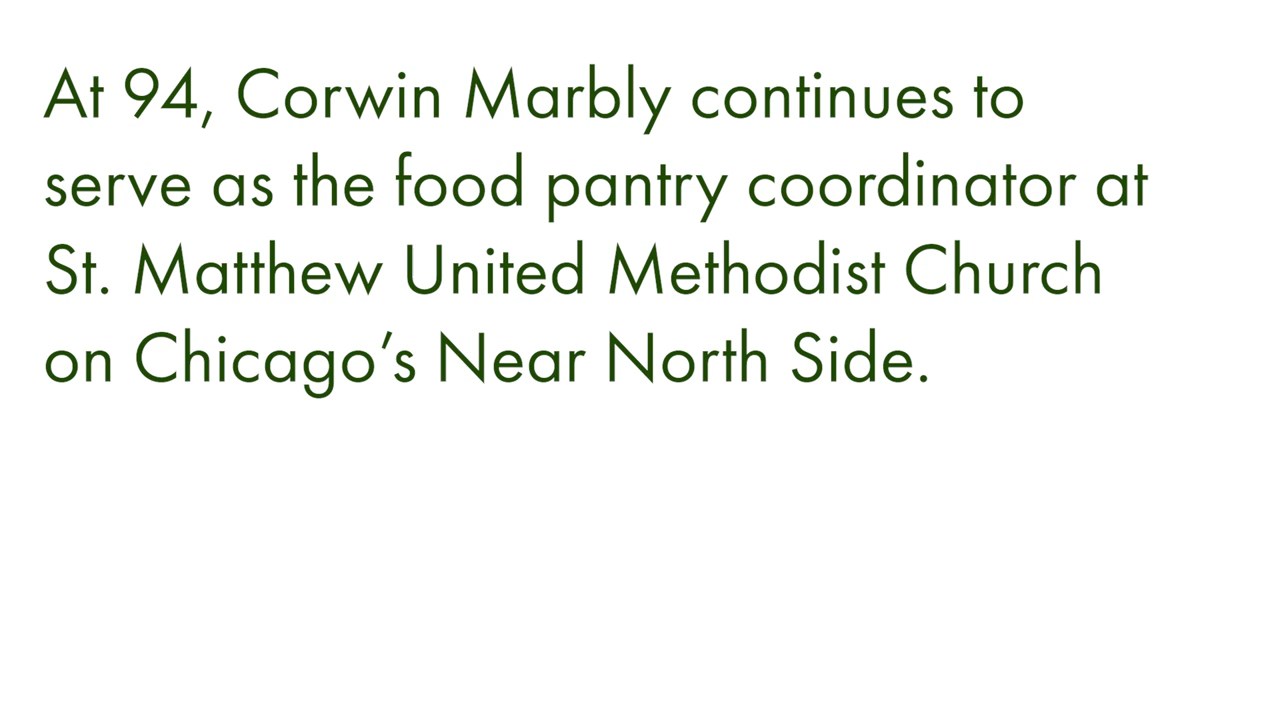 At 94, Corwin Marbly continues to
serve as the food pantry coordinator at
St. Matthew United Methodist Church
on Chicago’s Near North Side.